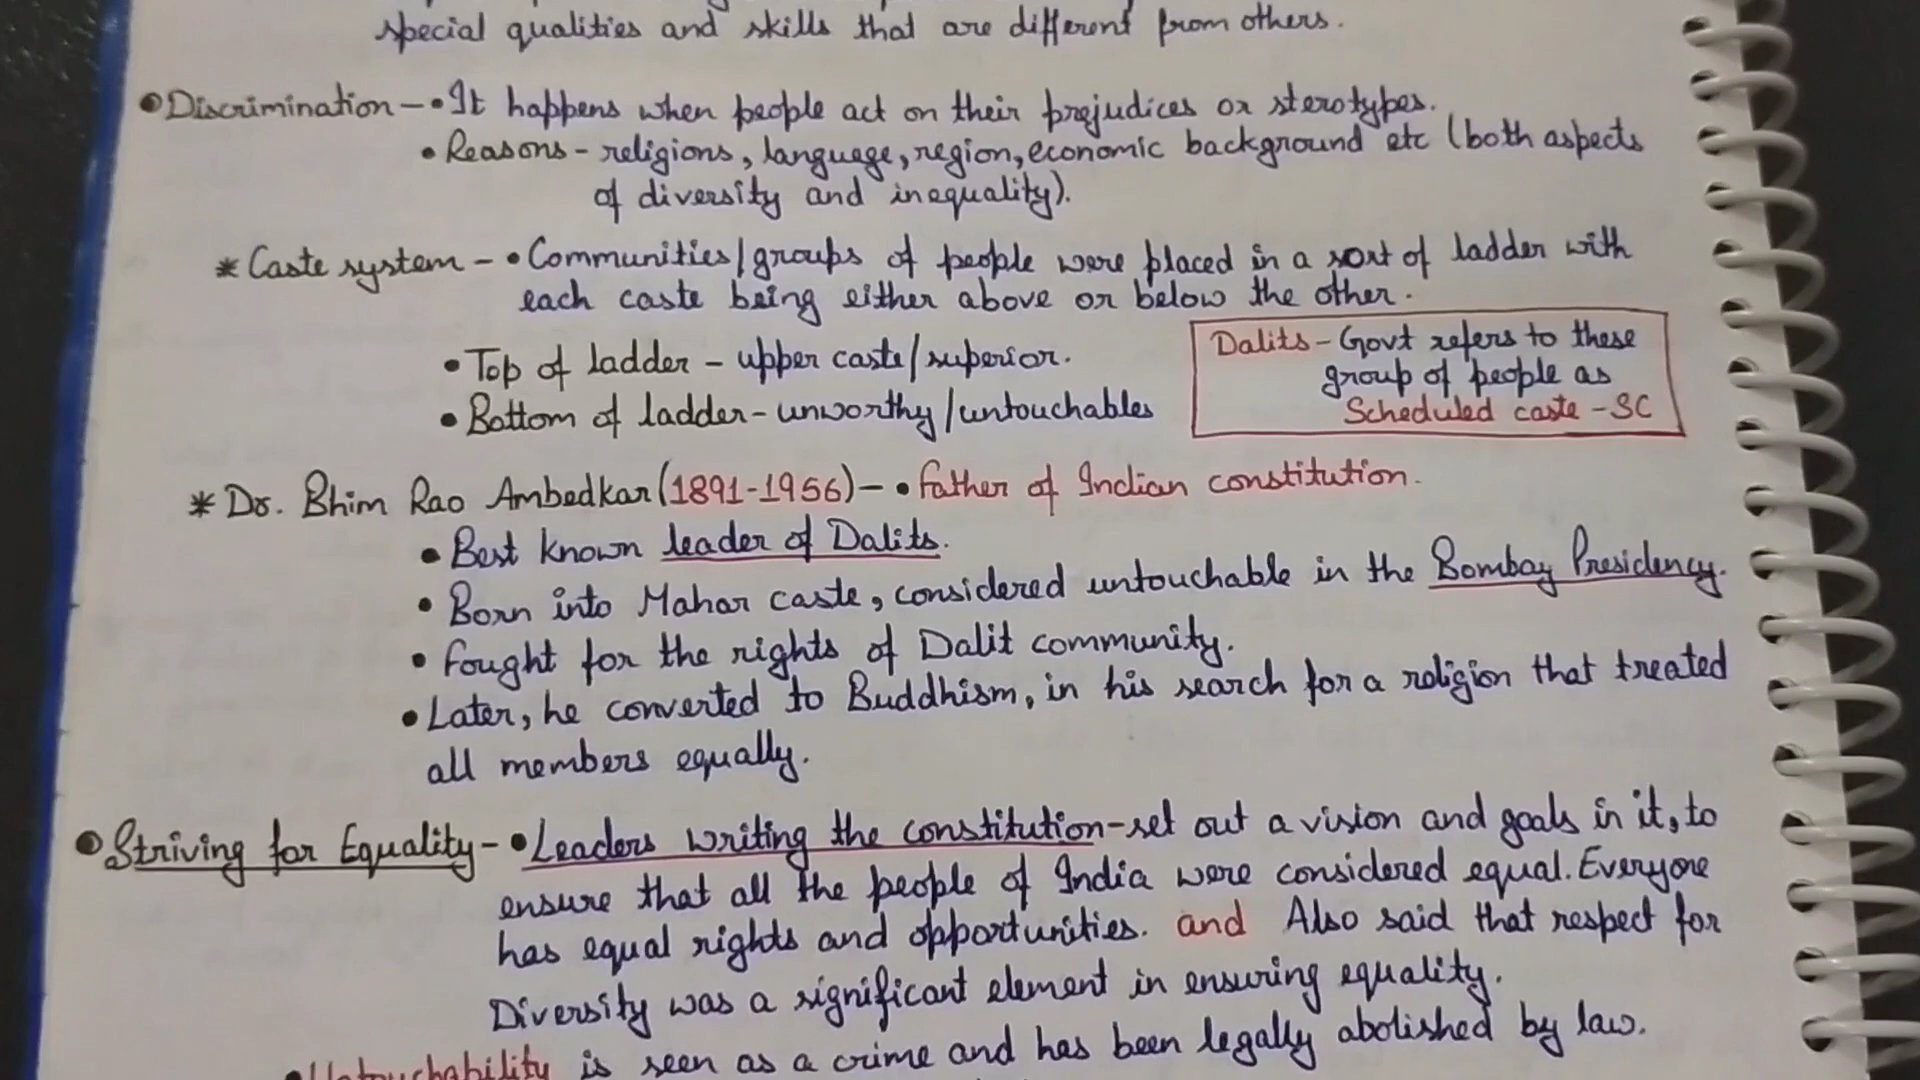 special qualities and skills that are different from others.
•Discrimination – •It happens when people act on their prejudices or sterotypes.
• Reasons – religions, language, region, economic background etc (both aspects
of diversity and inequality).
* Caste system – • Communities/groups of people were placed in a sort of ladder with
each caste being either above or below the other.
• Top of ladder – upper caste/superior.
• Bottom of ladder – unworthy/untouchables
Dalits – Govt refers to these
group of people as
Scheduled caste – SC
* Dr. Bhim Rao Ambedkar (1891-1956) – • Father of Indian constitution.
• Best known leader of Dalits.
• Born into Mahar caste, considered untouchable in the Bombay Presidency.
• Fought for the rights of Dalit community.
• Later, he converted to Buddhism, in his search for a religion that treated
all members equally.
• Striving for Equality – • Leaders writing the constitution – set out a vision and goals in it, to
ensure that all the people of India were considered equal. Everyone
has equal rights and opportunities. and Also said that respect for
Diversity was a significant element in ensuring equality.
• Untouchability is seen as a crime and has been legally abolished by law.